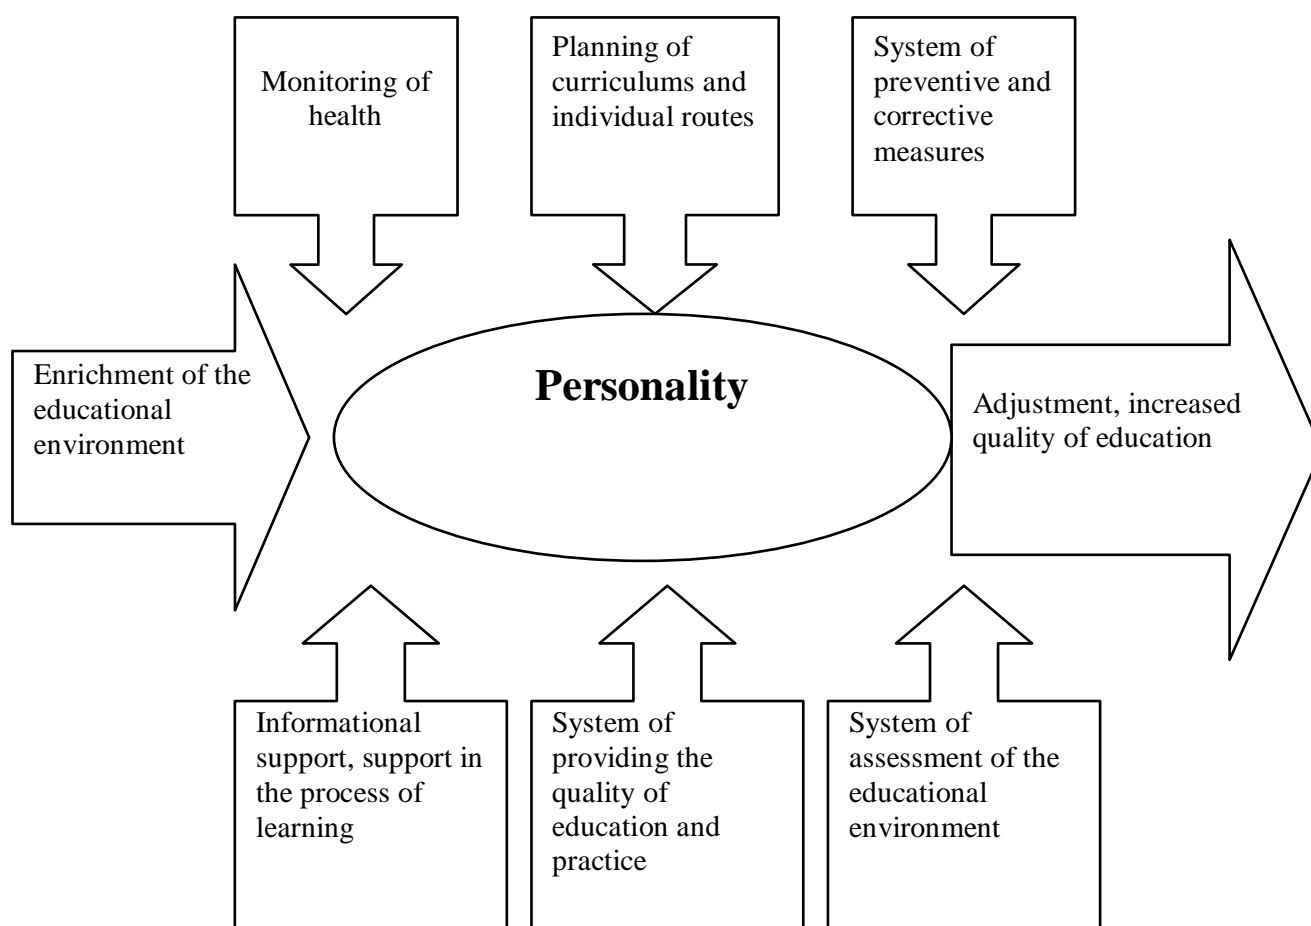 Monitoring of
health
Planning of
curriculums and
individual routes
System of
preventive and
corrective
measures
Enrichment of the
educational
environment
Personality
Adjustment, increased
quality of education
Informational
support, support in
the process of
learning
System of
providing the
quality of
education and
practice
System of
assessment of the
educational
environment